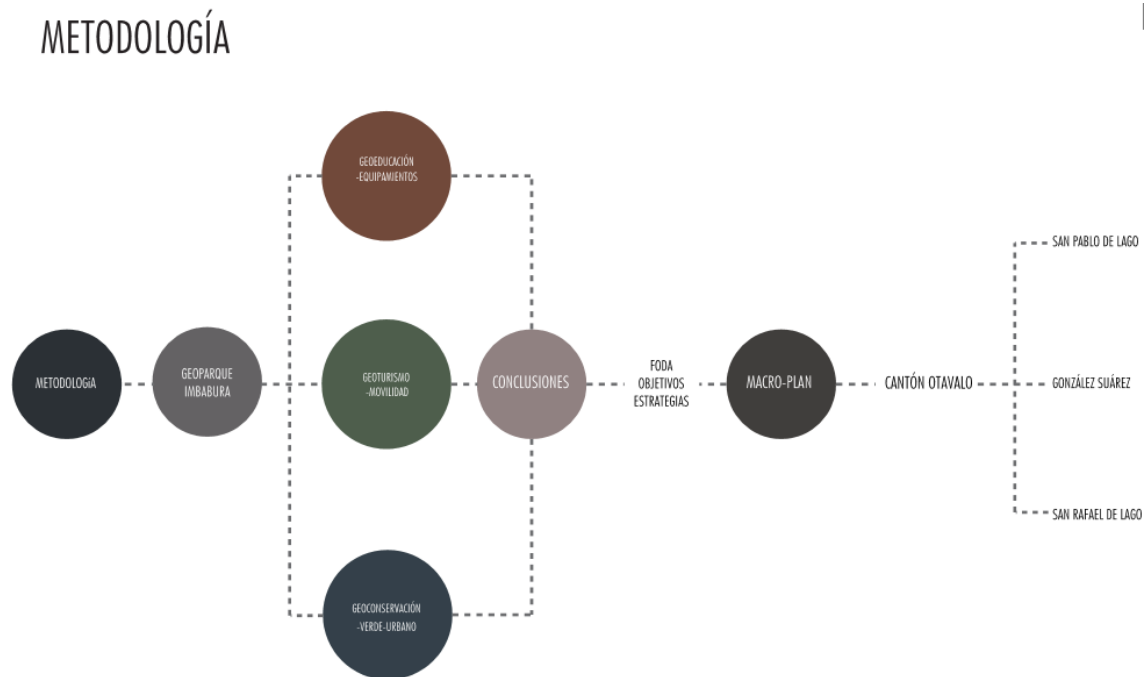 METODOLOGÍA
GEOEDUCACIÓN
-EQUIPAMIENTOS
METODOLOGIA
GEOPARQUE
IMBABURA
GEOTURISMO
-MOVILIDAD
CONCLUSIONES
FODA
OBJETIVOS
ESTRATEGIAS
MACRO-PLAN
CANTÓN OTAVALO
SAN PABLO DE LAGO
GONZÁLEZ SUÁREZ
SAN RAFAEL DE LAGO
GEOCONSERVACIÓN
-VERDE-URBANO